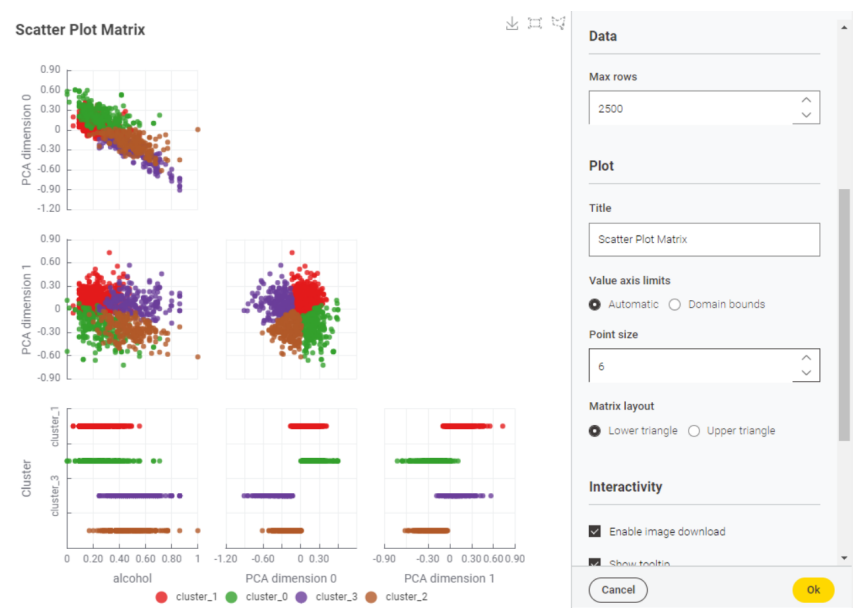 Scatter Plot Matrix
0.90
0.60
0.30
0
-0.30
-0.60
-0.90
-1.20
PCA dimension 0
0.90
0.60
0.30
0
-0.30
-0.60
-0.90
PCA dimension 1
cluster_1
cluster_3
Cluster
0 0.20 0.40 0.60 0.80 1
-1.20 -0.60 0 0.30
-0.90 -0.30 0 0.30 0.60 0.90
alcohol
PCA dimension 0
PCA dimension 1
cluster_1 cluster_0 cluster_3 cluster_2
Data
Max rows
2500
Plot
Title
Scatter Plot Matrix
Value axis limits
Automatic Domain bounds
Point size
6
Matrix layout
Lower triangle Upper triangle
Interactivity
Enable image download
Show tooltip
Cancel Ok